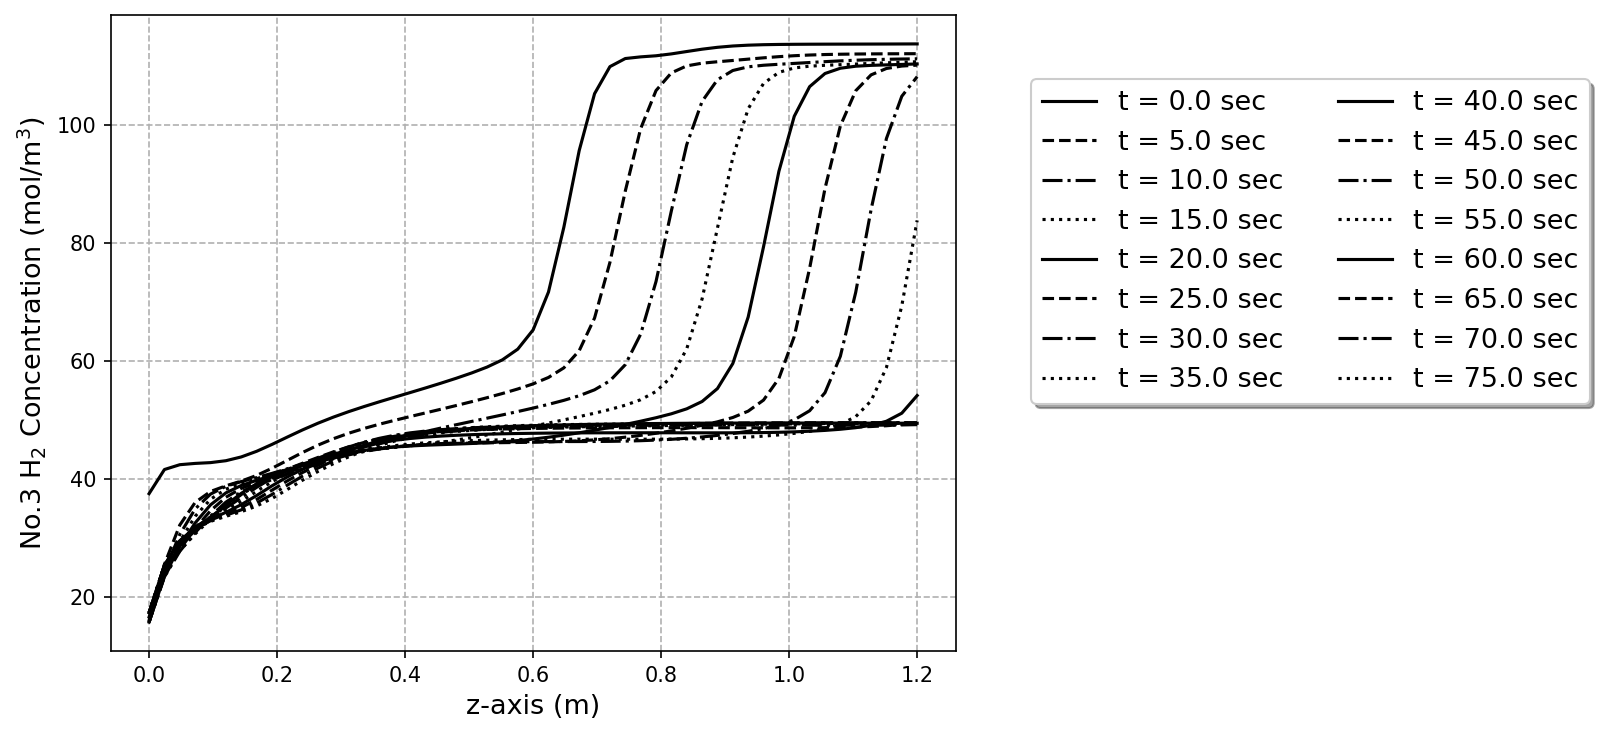 No.3 H₂ Concentration (mol/m³)
100
80
60
40
20
0.0 0.2 0.4 0.6 0.8 1.0 1.2
z-axis (m)
t = 0.0 sec
t = 5.0 sec
t = 10.0 sec
t = 15.0 sec
t = 20.0 sec
t = 25.0 sec
t = 30.0 sec
t = 35.0 sec
t = 40.0 sec
t = 45.0 sec
t = 50.0 sec
t = 55.0 sec
t = 60.0 sec
t = 65.0 sec
t = 70.0 sec
t = 75.0 sec